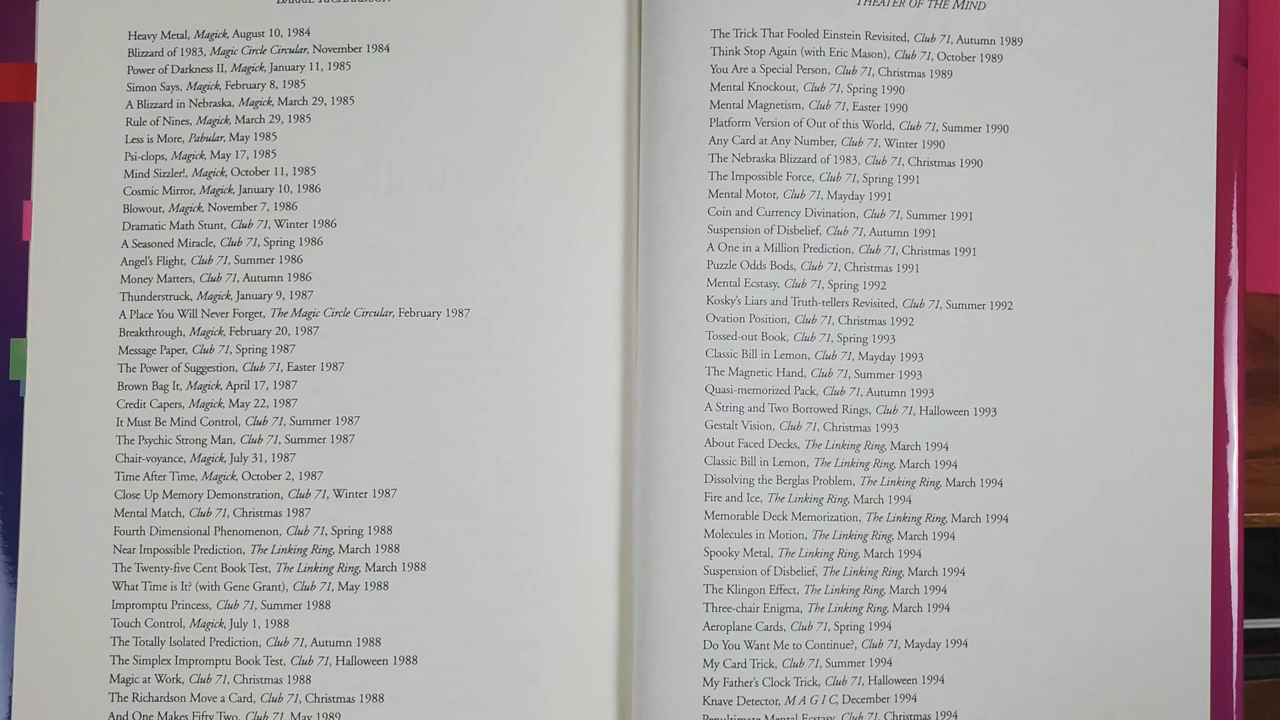 BARRIE RICHARDSON
Heavy Metal, Magick, August 10, 1984
Blizzard of 1983, Magic Circle Circular, November 1984
Power of Darkness II, Magick, January 11, 1985
Simon Says, Magick, February 8, 1985
A Blizzard in Nebraska, Magick, March 29, 1985
Rule of Nines, Magick, March 29, 1985
Less is More, Pabular, May 1985
Psi-clops, Magick, May 17, 1985
Mind Sizzler!, Magick, October 11, 1985
Cosmic Mirror, Magick, January 10, 1986
Blowout, Magick, November 7, 1986
Dramatic Math Stunt, Club 71, Winter 1986
A Seasoned Miracle, Club 71, Spring 1986
Angel's Flight, Club 71, Summer 1986
Money Matters, Club 71, Autumn 1986
Thunderstruck, Magick, January 9, 1987
A Place You Will Never Forget, The Magic Circle Circular, February 1987
Breakthrough, Magick, February 20, 1987
Message Paper, Club 71, Spring 1987
The Power of Suggestion, Club 71, Easter 1987
Brown Bag It, Magick, April 17, 1987
Credit Capers, Magick, May 22, 1987
It Must Be Mind Control, Club 71, Summer 1987
The Psychic Strong Man, Club 71, Summer 1987
Chair-voyance, Magick, July 31, 1987
Time After Time, Magick, October 2, 1987
Close Up Memory Demonstration, Club 71, Winter 1987
Mental Match, Club 71, Christmas 1987
Fourth Dimensional Phenomenon, Club 71, Spring 1988
Near Impossible Prediction, The Linking Ring, March 1988
The Twenty-five Cent Book Test, The Linking Ring, March 1988
What Time is It? (with Gene Grant), Club 71, May 1988
Impromptu Princess, Club 71, Summer 1988
Touch Control, Magick, July 1, 1988
The Totally Isolated Prediction, Club 71, Autumn 1988
The Simplex Impromptu Book Test, Club 71, Halloween 1988
Magic at Work, Club 71, Christmas 1988
The Richardson Move a Card, Club 71, Christmas 1988
And One Makes Fifty Two, Club 71, May 1989
THEATER OF THE MIND
The Trick That Fooled Einstein Revisited, Club 71, Autumn 1989
Think Stop Again (with Eric Mason), Club 71, October 1989
You Are a Special Person, Club 71, Christmas 1989
Mental Knockout, Club 71, Spring 1990
Mental Magnetism, Club 71, Easter 1990
Platform Version of Out of this World, Club 71, Summer 1990
Any Card at Any Number, Club 71, Winter 1990
The Nebraska Blizzard of 1983, Club 71, Christmas 1990
The Impossible Force, Club 71, Spring 1991
Mental Motor, Club 71, Mayday 1991
Coin and Currency Divination, Club 71, Summer 1991
Suspension of Disbelief, Club 71, Autumn 1991
A One in a Million Prediction, Club 71, Christmas 1991
Puzzle Odds Bods, Club 71, Christmas 1991
Mental Ecstasy, Club 71, Spring 1992
Kosky's Liars and Truth-tellers Revisited, Club 71, Summer 1992
Ovation Position, Club 71, Christmas 1992
Tossed-out Book, Club 71, Spring 1993
Classic Bill in Lemon, Club 71, Mayday 1993
The Magnetic Hand, Club 71, Summer 1993
Quasi-memorized Pack, Club 71, Autumn 1993
A String and Two Borrowed Rings, Club 71, Halloween 1993
Gestalt Vision, Club 71, Christmas 1993
About Faced Decks, The Linking Ring, March 1994
Classic Bill in Lemon, The Linking Ring, March 1994
Dissolving the Berglas Problem, The Linking Ring, March 1994
Fire and Ice, The Linking Ring, March 1994
Memorable Deck Memorization, The Linking Ring, March 1994
Molecules in Motion, The Linking Ring, March 1994
Spooky Metal, The Linking Ring, March 1994
Suspension of Disbelief, The Linking Ring, March 1994
The Klingon Effect, The Linking Ring, March 1994
Three-chair Enigma, The Linking Ring, March 1994
Aeroplane Cards, Club 71, Spring 1994
Do You Want Me to Continue?, Club 71, Mayday 1994
My Card Trick, Club 71, Summer 1994
My Father's Clock Trick, Club 71, Halloween 1994
Knave Detector, M A G I C, December 1994
Penultimate Mental Ecstasy, Club 71, Christmas 1994